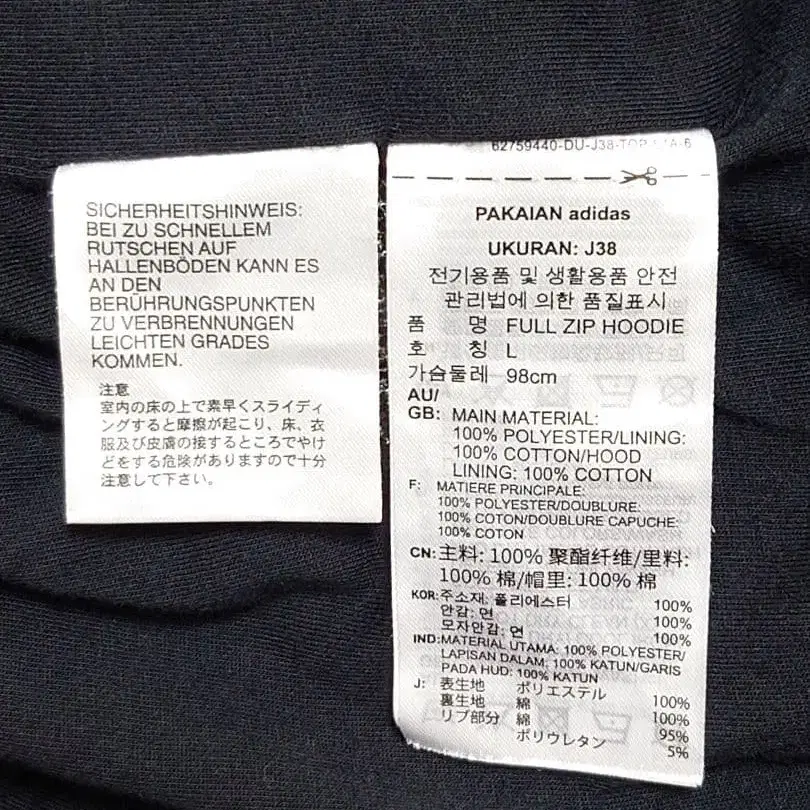 SICHERHEITSHINWEIS:
BEI ZU SCHNELLEM
RUTSCHEN AUF
HALLENBÖDEN KANN ES
AN DEN
BERÜHRUNGSPUNKTEN
ZU VERBRENNUNGEN
LEICHTEN GRADES
KOMMEN.
注意
室内の床の上で素早くスライディ
ングすると摩擦が起こり、床、衣
服及び皮膚の接するところでやけ
どをする危険がありますので十分
注意して下さい。
62759440-DU-J38-TOP
PAKAIAN adidas
UKURAN: J38
전기용품 및 생활용품 안전
관리법에 의한 품질표시
품 명 FULL ZIP HOODIE
호 칭 L
가슴둘레 98cm
AU/
GB: MAIN MATERIAL:
100% POLYESTER/LINING:
100% COTTON/HOOD
LINING: 100% COTTON
F: MATIERE PRINCIPALE:
100% POLYESTER/DOUBLURE:
100% COTON/DOUBLURE CAPUCHE:
100% COTON
CN: 主料: 100% 聚酯纤维/里料:
100% 棉/帽里: 100% 棉
KOR: 주소재: 폴리에스터 100%
안감: 면 100%
모자안감: 면 100%
IND: MATERIAL UTAMA: 100% POLYESTER/
LAPISAN DALAM: 100% KATUN/GARIS
PADA HUD: 100% KATUN
J: 表生地 ポリエステル 100%
裏生地 綿 100%
リブ部分 綿 95%
ポリウレタン 5%